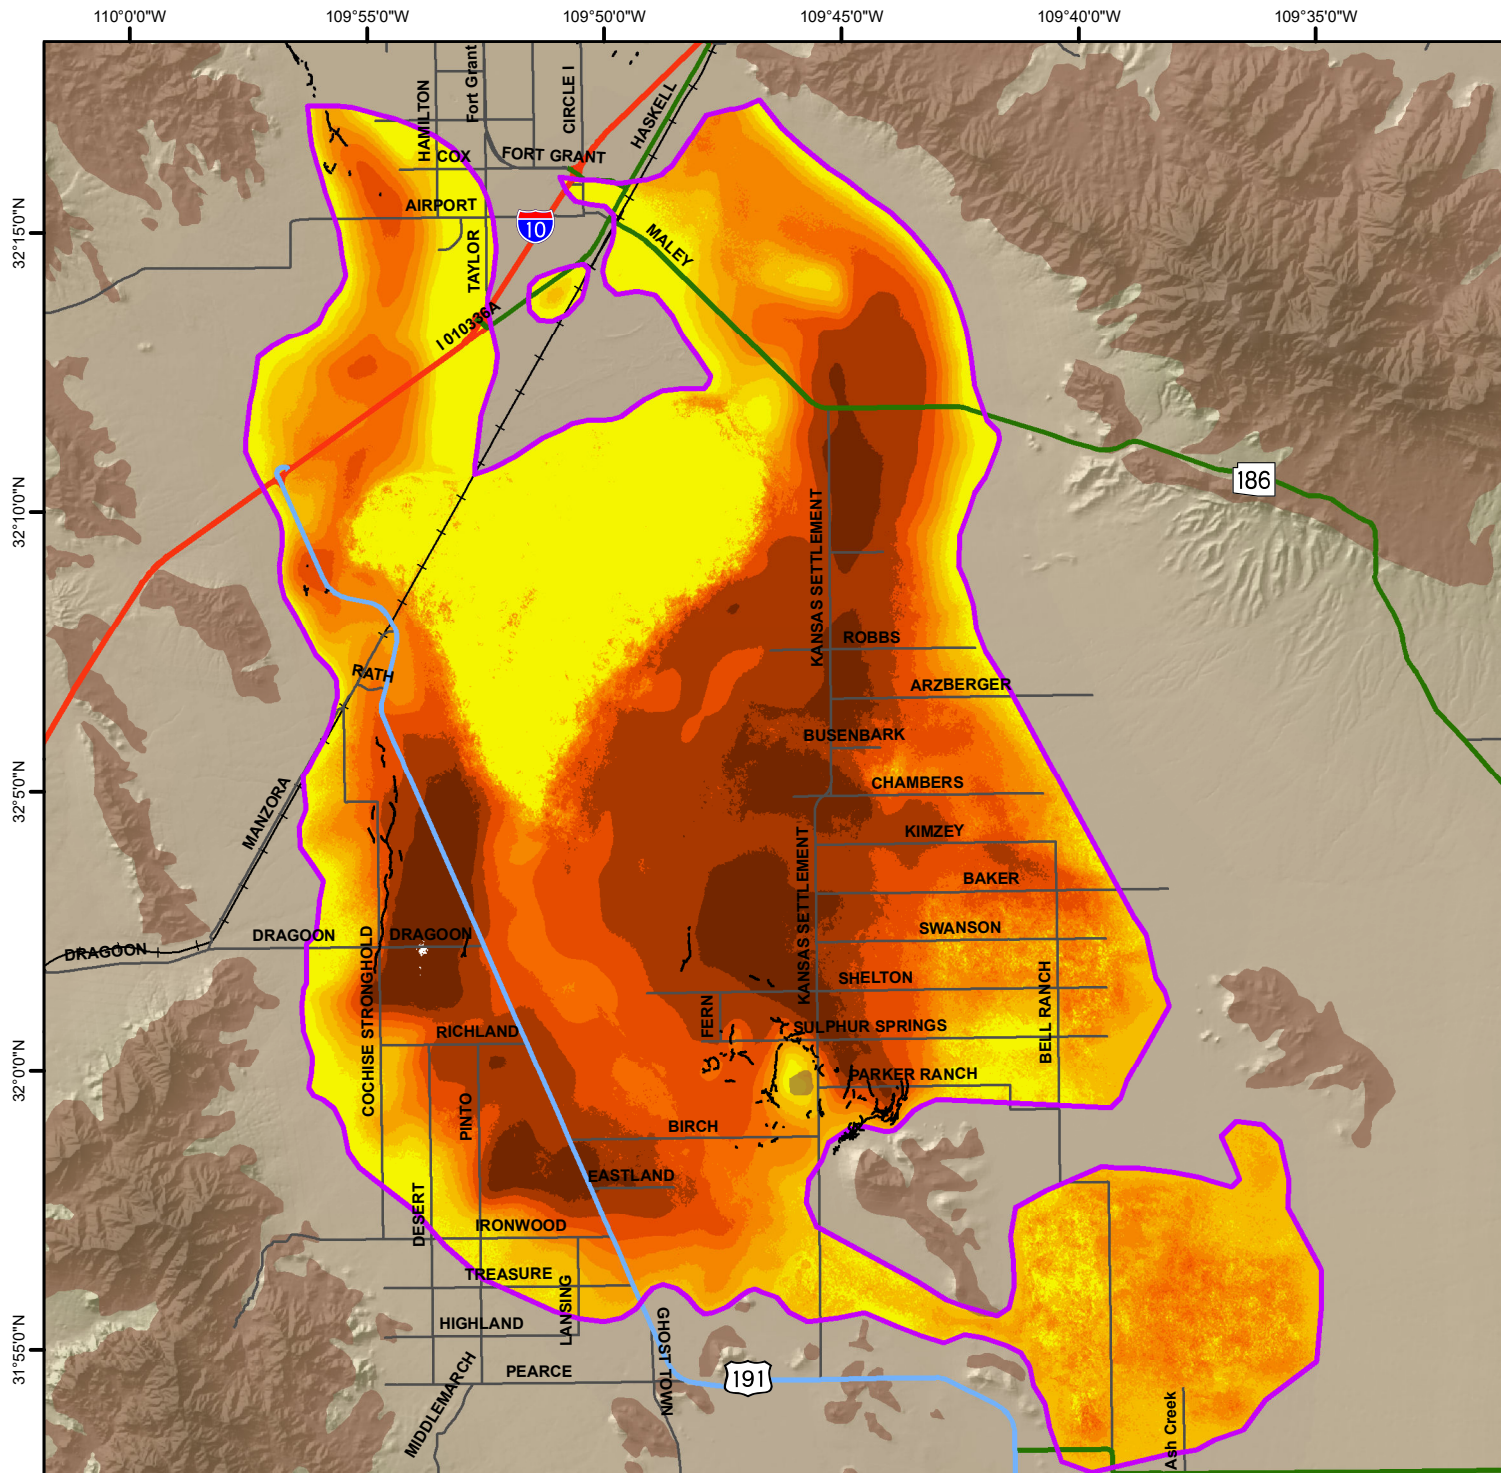 110°0'0"W
109°55'0"W
109°50'0"W
109°45'0"W
109°40'0"W
109°35'0"W
32°15'0"N
32°10'0"N
32°5'0"N
32°0'0"N
31°55'0"N
HAMILTON
Fort Grant
CIRCLE I
HASKELL
COX
FORT GRANT
AIRPORT
10
TAYLOR
MALEY
I 010336A
186
KANSAS SETTLEMENT
ROBBS
RATH
ARZBERGER
BUSENBARK
CHAMBERS
MANZORA
KIMZEY
KANSAS SETTLEMENT
BAKER
SWANSON
DRAGOON
DRAGOON
DRAGOON
COCHISE STRONGHOLD
SHELTON
BELL RANCH
FERN
RICHLAND
SULPHUR SPRINGS
PARKER RANCH
PINTO
BIRCH
EASTLAND
DESERT
IRONWOOD
TREASURE
LANSING
HIGHLAND
GHOST TOWN
PEARCE
191
MIDDLEMARCH
Ash Creek